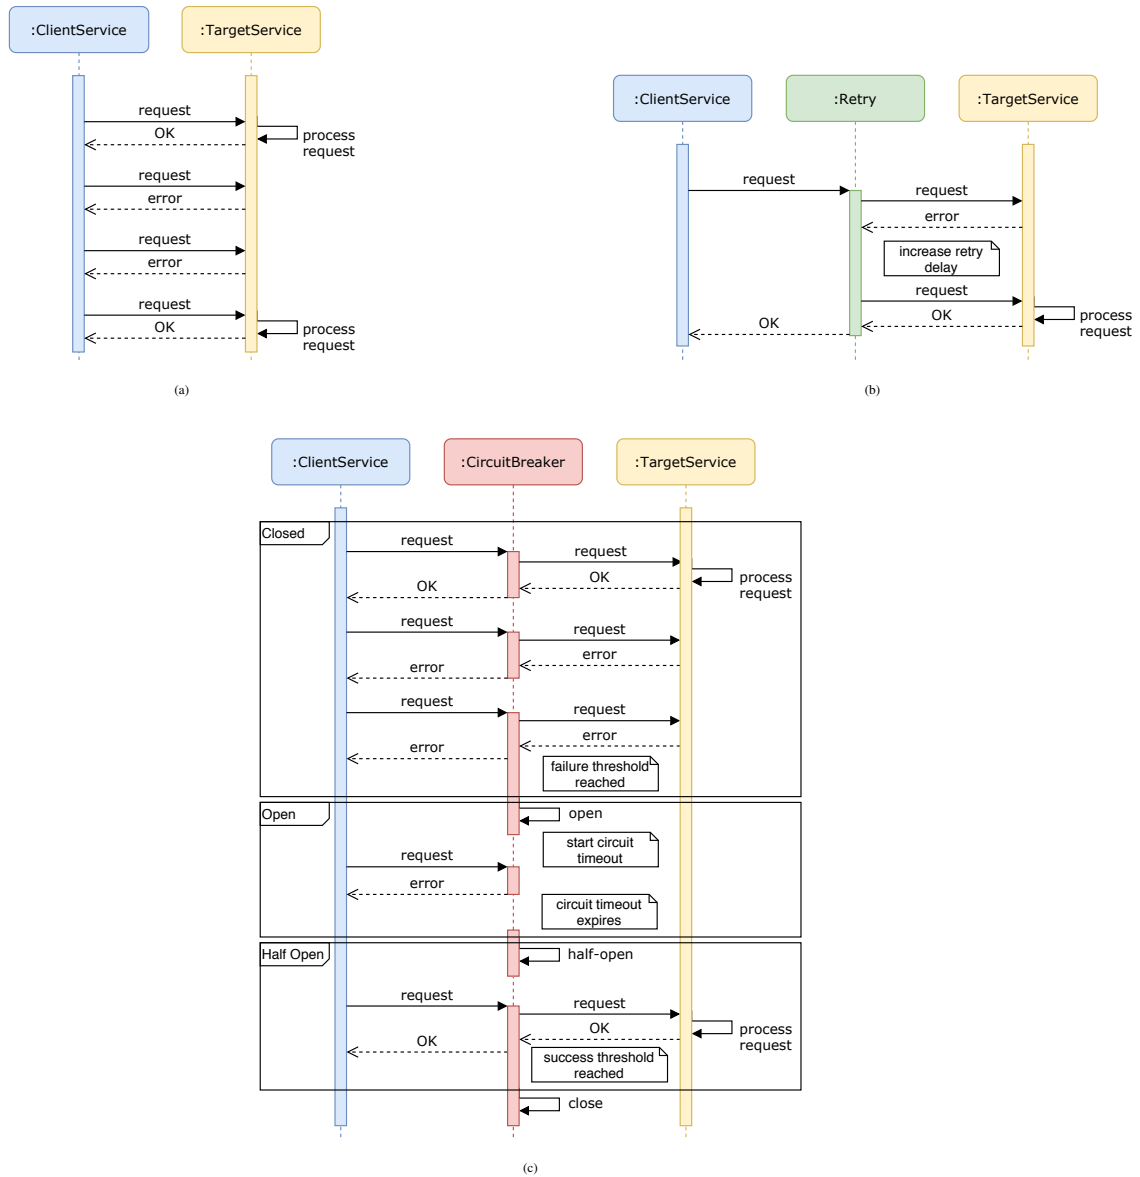 :ClientService
:TargetService
request
OK
process
request
request
error
request
error
request
OK
process
request
(a)
:ClientService
:Retry
:TargetService
request
request
error
increase retry
delay
request
OK
process
request
OK
(b)
:ClientService
:CircuitBreaker
:TargetService
Closed
request
request
OK
process
request
OK
request
request
error
error
request
request
error
error
failure threshold
reached
Open
open
start circuit
timeout
request
error
circuit timeout
expires
Half Open
half-open
request
request
OK
process
request
OK
success threshold
reached
close
(c)